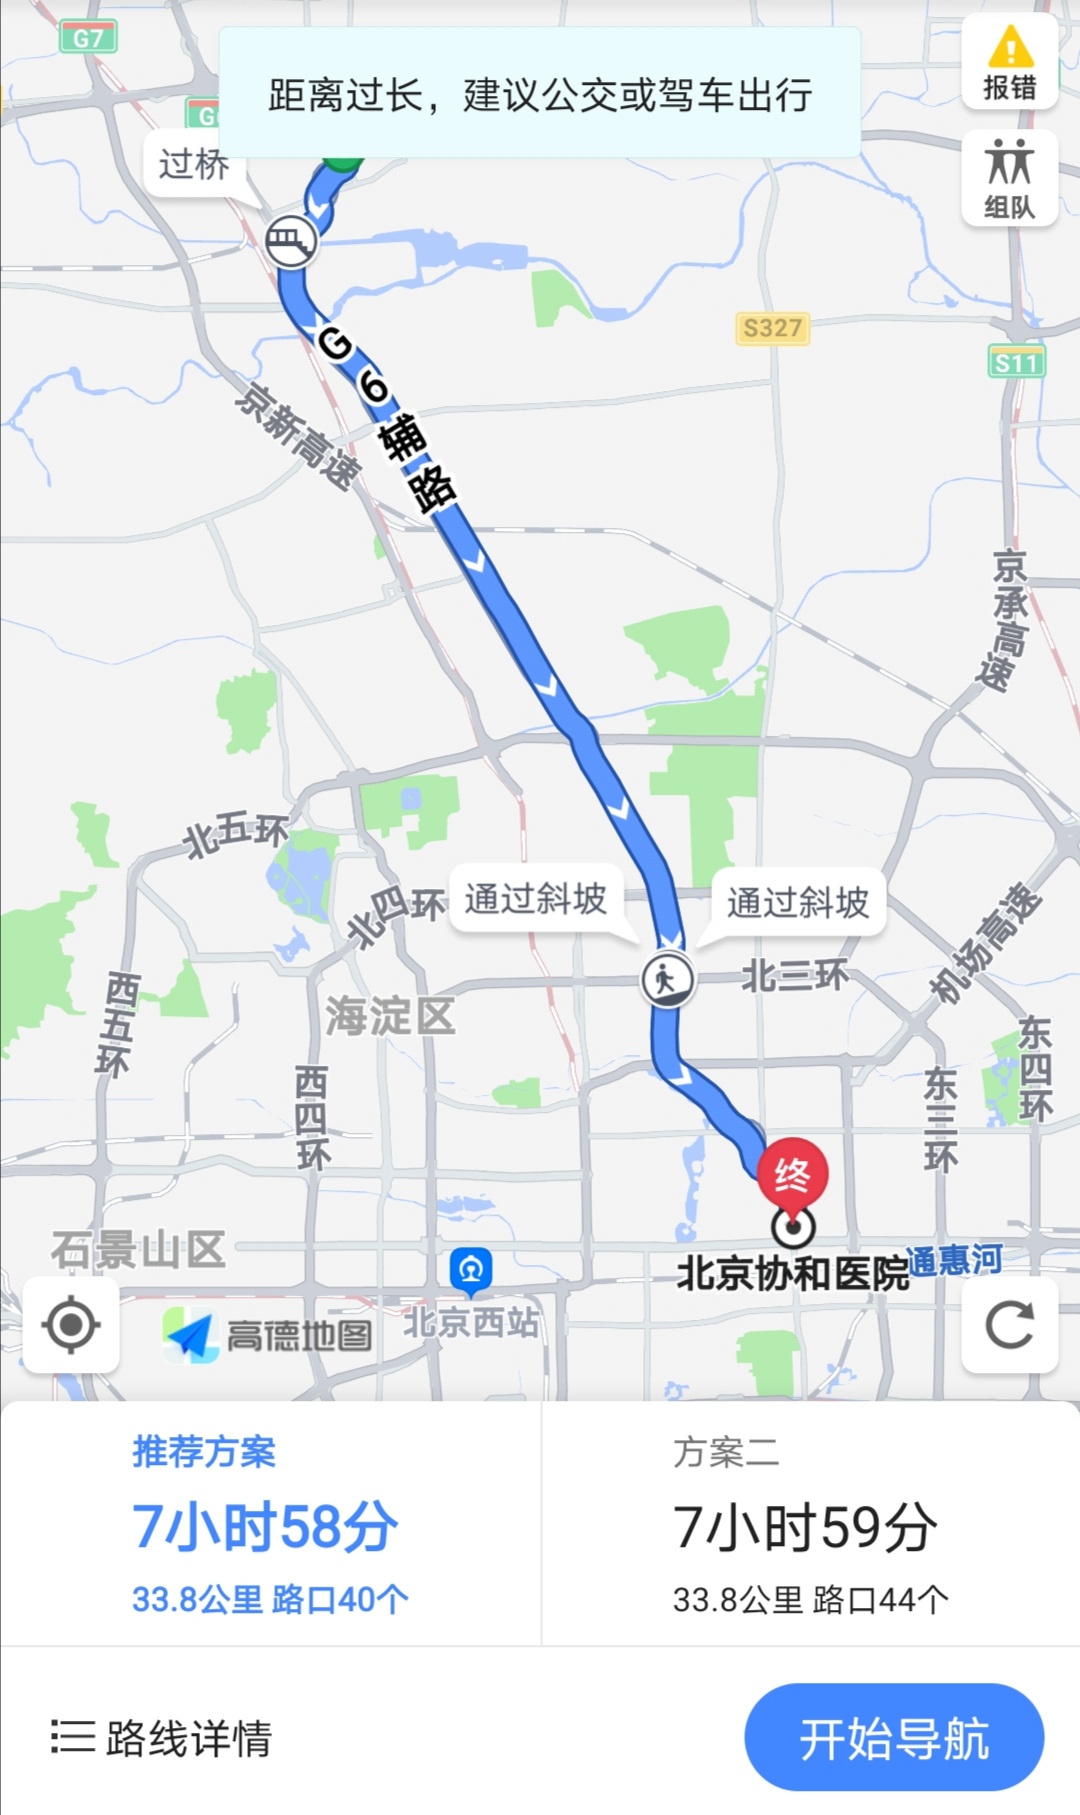 G7
距离过长，建议公交或驾车出行
报错
过桥
组队
S327
S11
G6辅路
京新高速
京承高速
北五环
北四环
通过斜坡
通过斜坡
北三环
机场高速
西五环
海淀区
东四环
西四环
东三环
终
石景山区
北京协和医院
通惠河
北京西站
高德地图
推荐方案
方案二
7小时58分
7小时59分
33.8公里 路口40个
33.8公里 路口44个
路线详情
开始导航